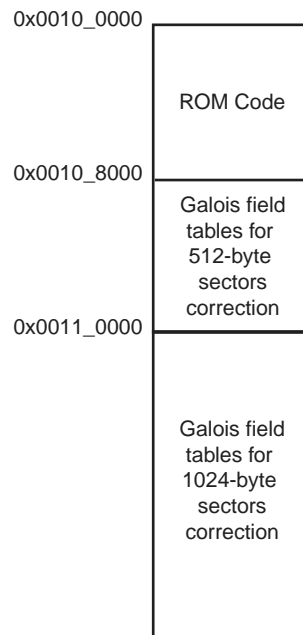 0x0010_0000
ROM Code
0x0010_8000
Galois field
tables for
512-byte
sectors
correction
0x0011_0000
Galois field
tables for
1024-byte
sectors
correction